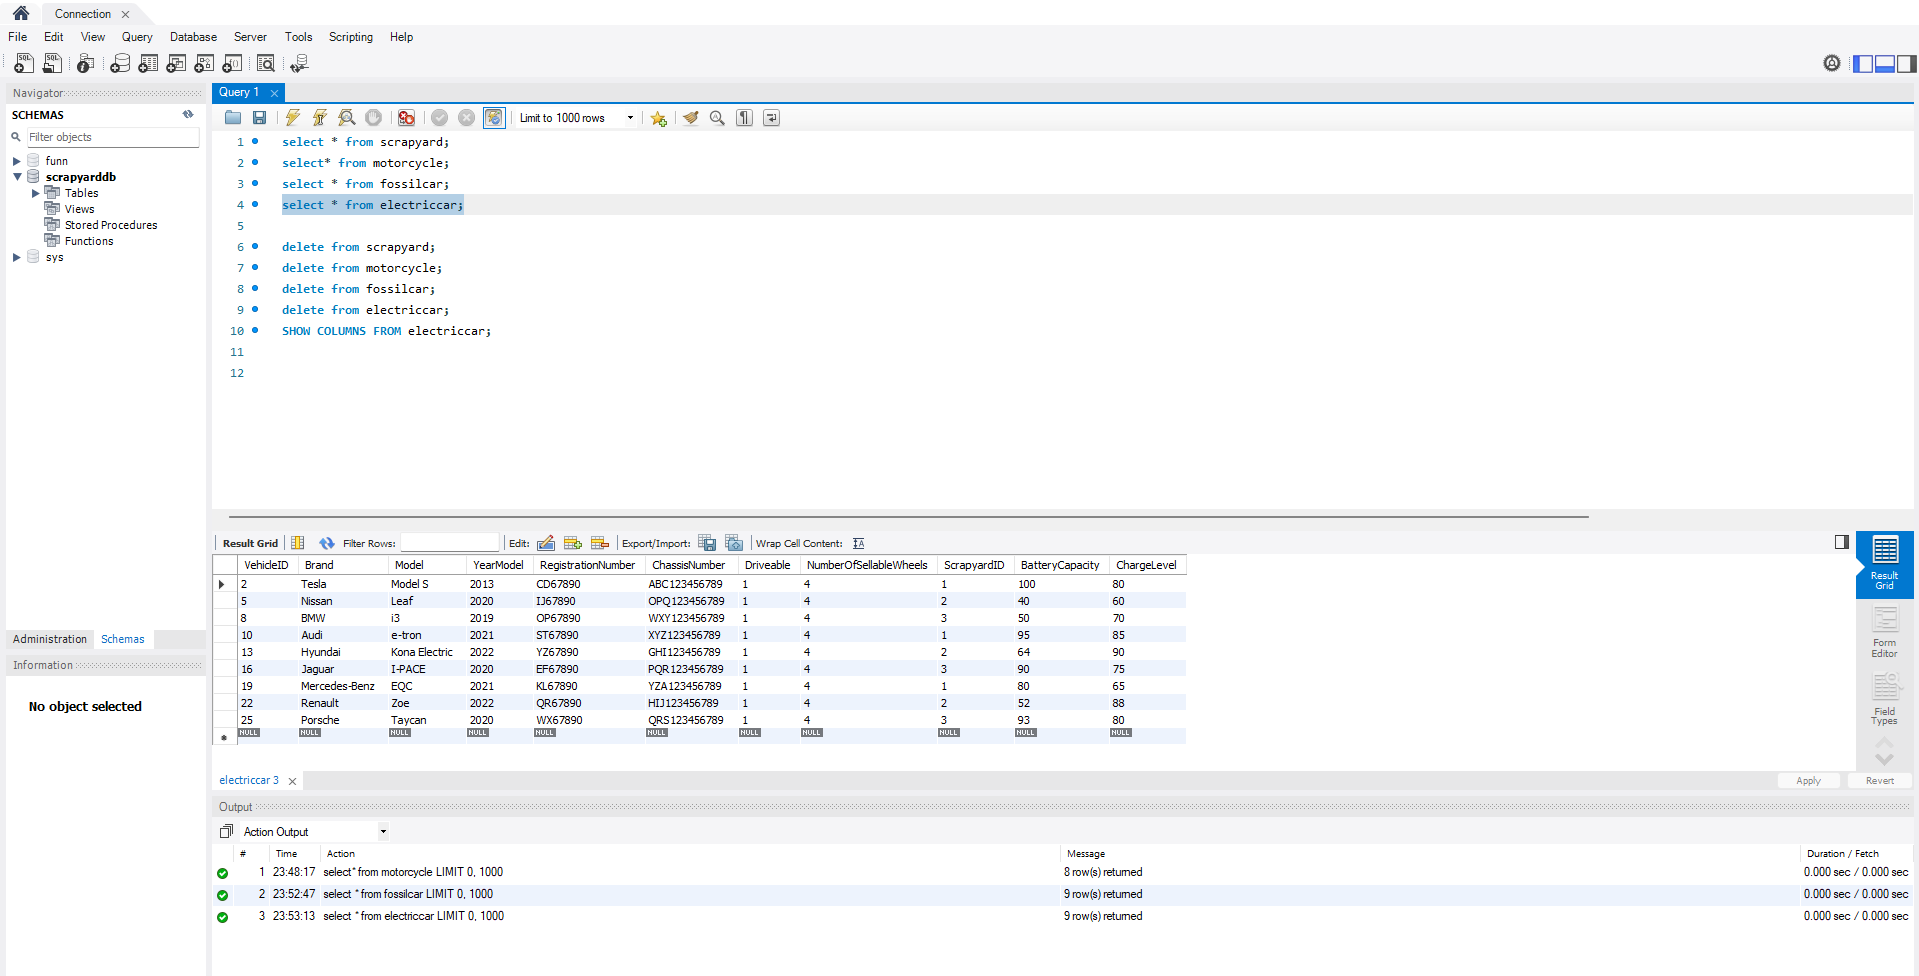 Connection
File Edit View Query Database Server Tools Scripting Help
Navigator
SCHEMAS
Filter objects
funn
scrapyarddb
Tables
Views
Stored Procedures
Functions
sys
Administration Schemas
Information
No object selected
Query 1
Limit to 1000 rows
1 select * from scrapyard;
2 select* from motorcycle;
3 select * from fossilcar;
4 select * from electriccar;
5
6 delete from scrapyard;
7 delete from motorcycle;
8 delete from fossilcar;
9 delete from electriccar;
10 SHOW COLUMNS FROM electriccar;
11
12
Result Grid Filter Rows: Edit: Export/Import: Wrap Cell Content:
VehicleID Brand Model YearModel RegistrationNumber ChassisNumber Driveable NumberOfSellableWheels ScrapyardID BatteryCapacity ChargeLevel
2 Tesla Model S 2013 CD67890 ABC123456789 1 4 1 100 80
5 Nissan Leaf 2020 IJ67890 OPQ123456789 1 4 2 40 60
8 BMW i3 2019 OP67890 WXY123456789 1 4 3 50 70
10 Audi e-tron 2021 ST67890 XYZ123456789 1 4 1 95 85
13 Hyundai Kona Electric 2022 YZ67890 GHI123456789 1 4 2 64 90
16 Jaguar I-PACE 2020 EF67890 PQR123456789 1 4 3 90 75
19 Mercedes-Benz EQC 2021 KL67890 YZA123456789 1 4 1 80 65
22 Renault Zoe 2022 QR67890 HIJ123456789 1 4 2 52 88
25 Porsche Taycan 2020 WX67890 QRS123456789 1 4 3 93 80
NULL NULL NULL NULL NULL NULL NULL NULL NULL NULL NULL
Result
Grid
Form
Editor
Field
Types
electriccar 3
Apply Revert
Output
Action Output
# Time Action Message Duration / Fetch
1 23:48:17 select* from motorcycle LIMIT 0, 1000 8 row(s) returned 0.000 sec / 0.000 sec
2 23:52:47 select * from fossilcar LIMIT 0, 1000 9 row(s) returned 0.000 sec / 0.000 sec
3 23:53:13 select * from electriccar LIMIT 0, 1000 9 row(s) returned 0.000 sec / 0.000 sec